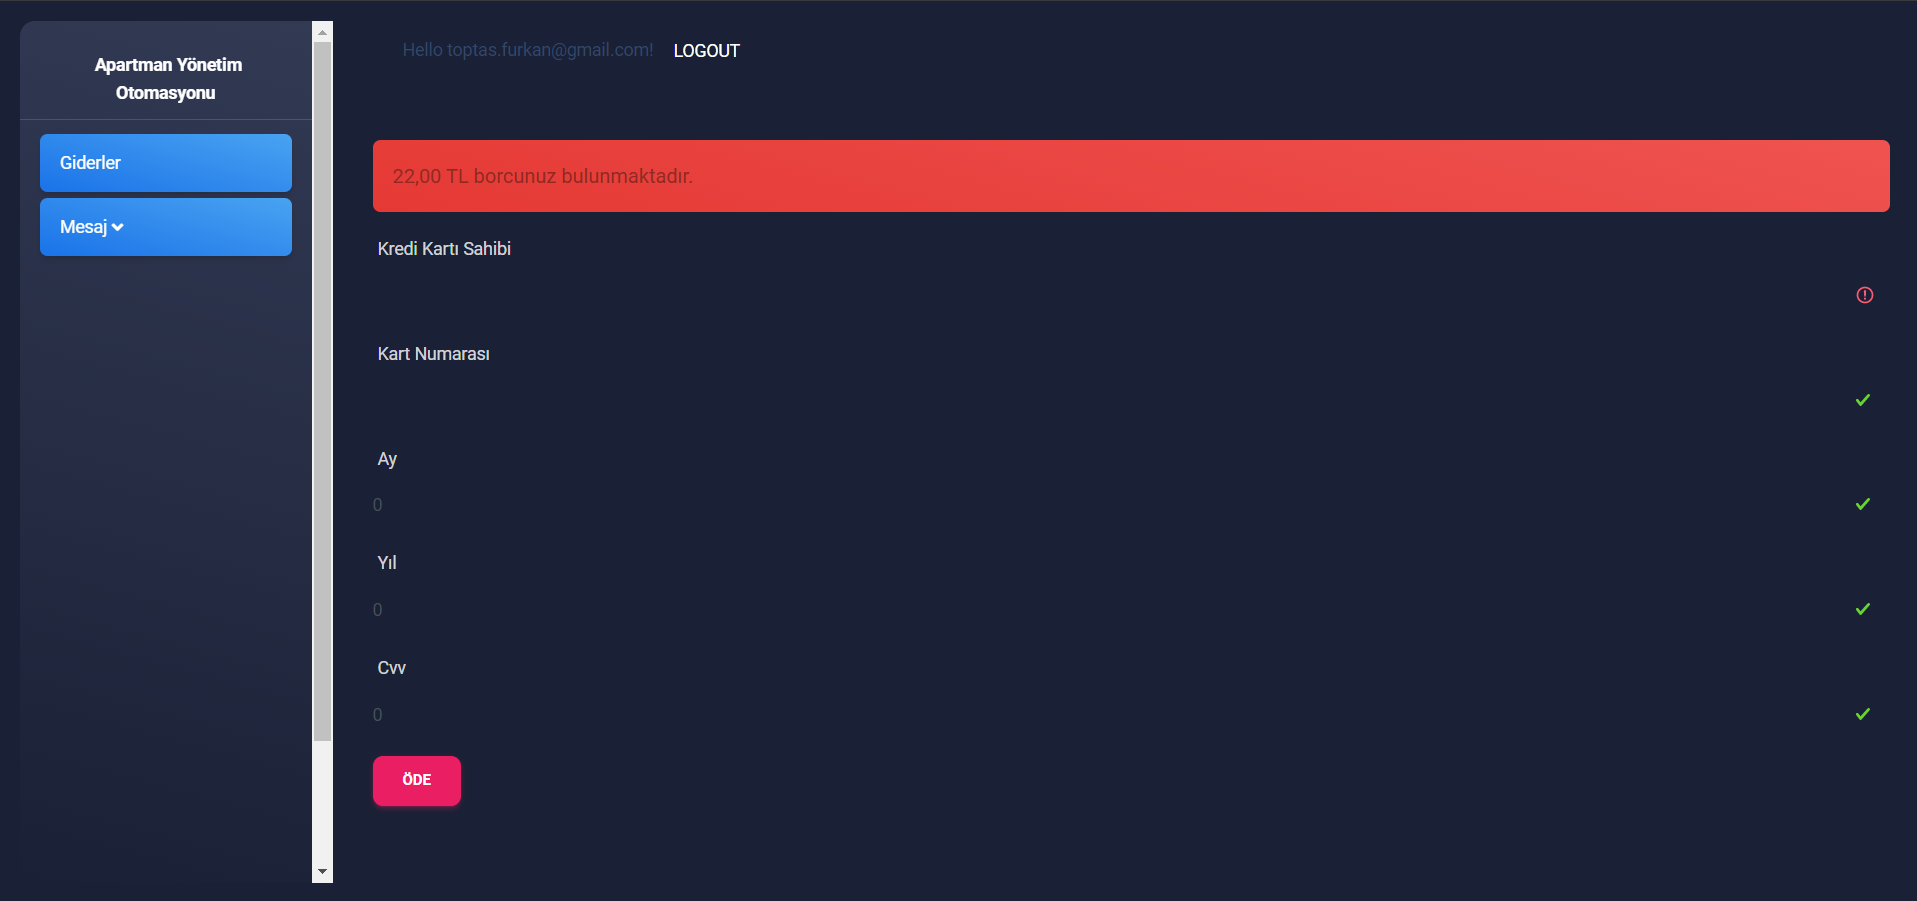 Apartman Yönetim
Otomasyonu
Giderler
Mesaj
Hello toptas.furkan@gmail.com!
LOGOUT
22,00 TL borcunuz bulunmaktadır.
Kredi Kartı Sahibi
Kart Numarası
Ay
0
Yıl
0
Cvv
0
ÖDE